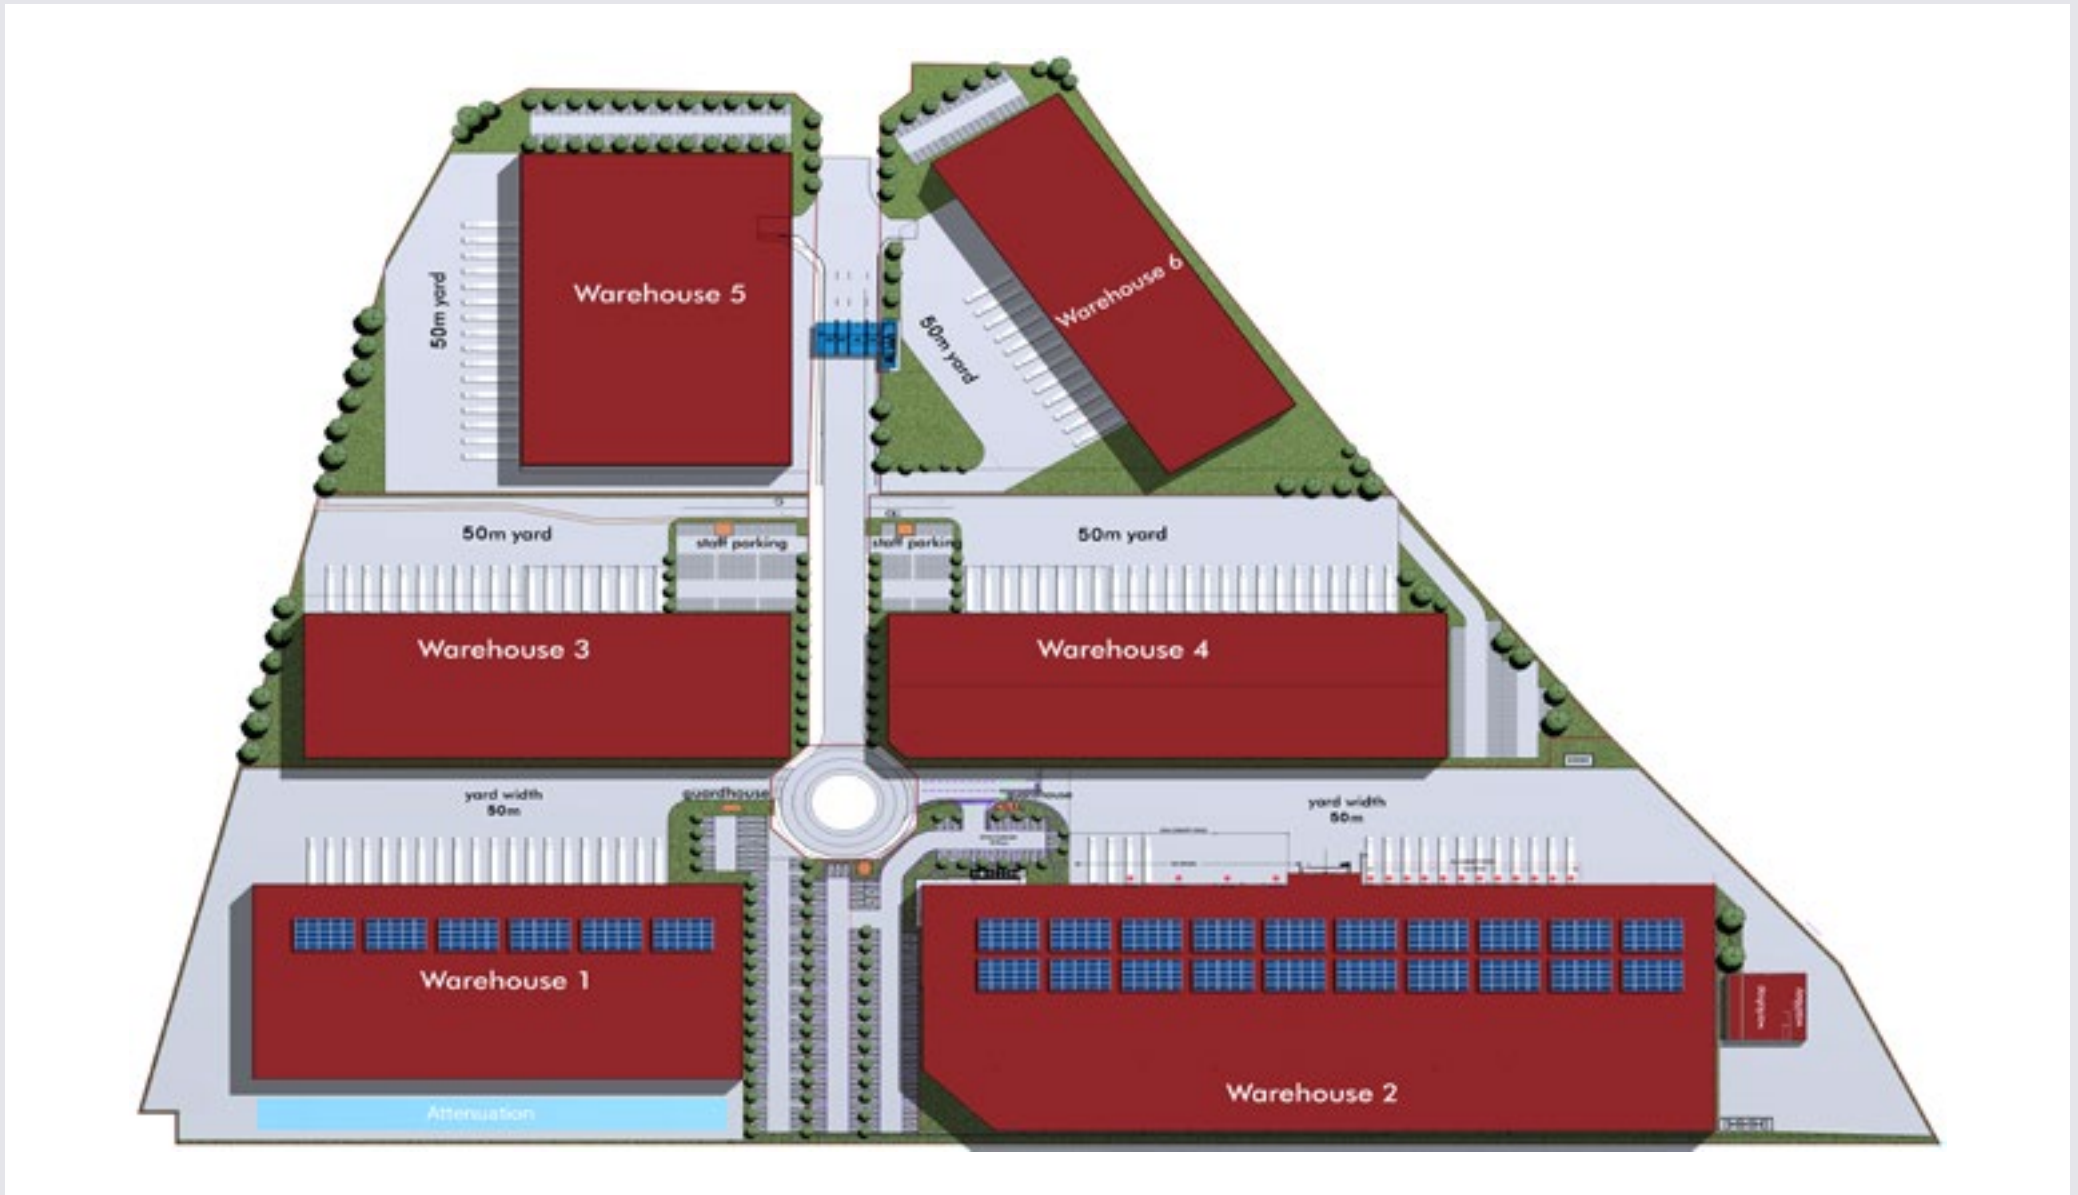 Warehouse 5
50m yard
Warehouse 6
50m yard
50m yard
staff parking
staff parking
50m yard
Warehouse 3
Warehouse 4
yard width
50m
guardhouse
guardhouse
yard width
50m
Warehouse 1
Warehouse 2
Attenuation